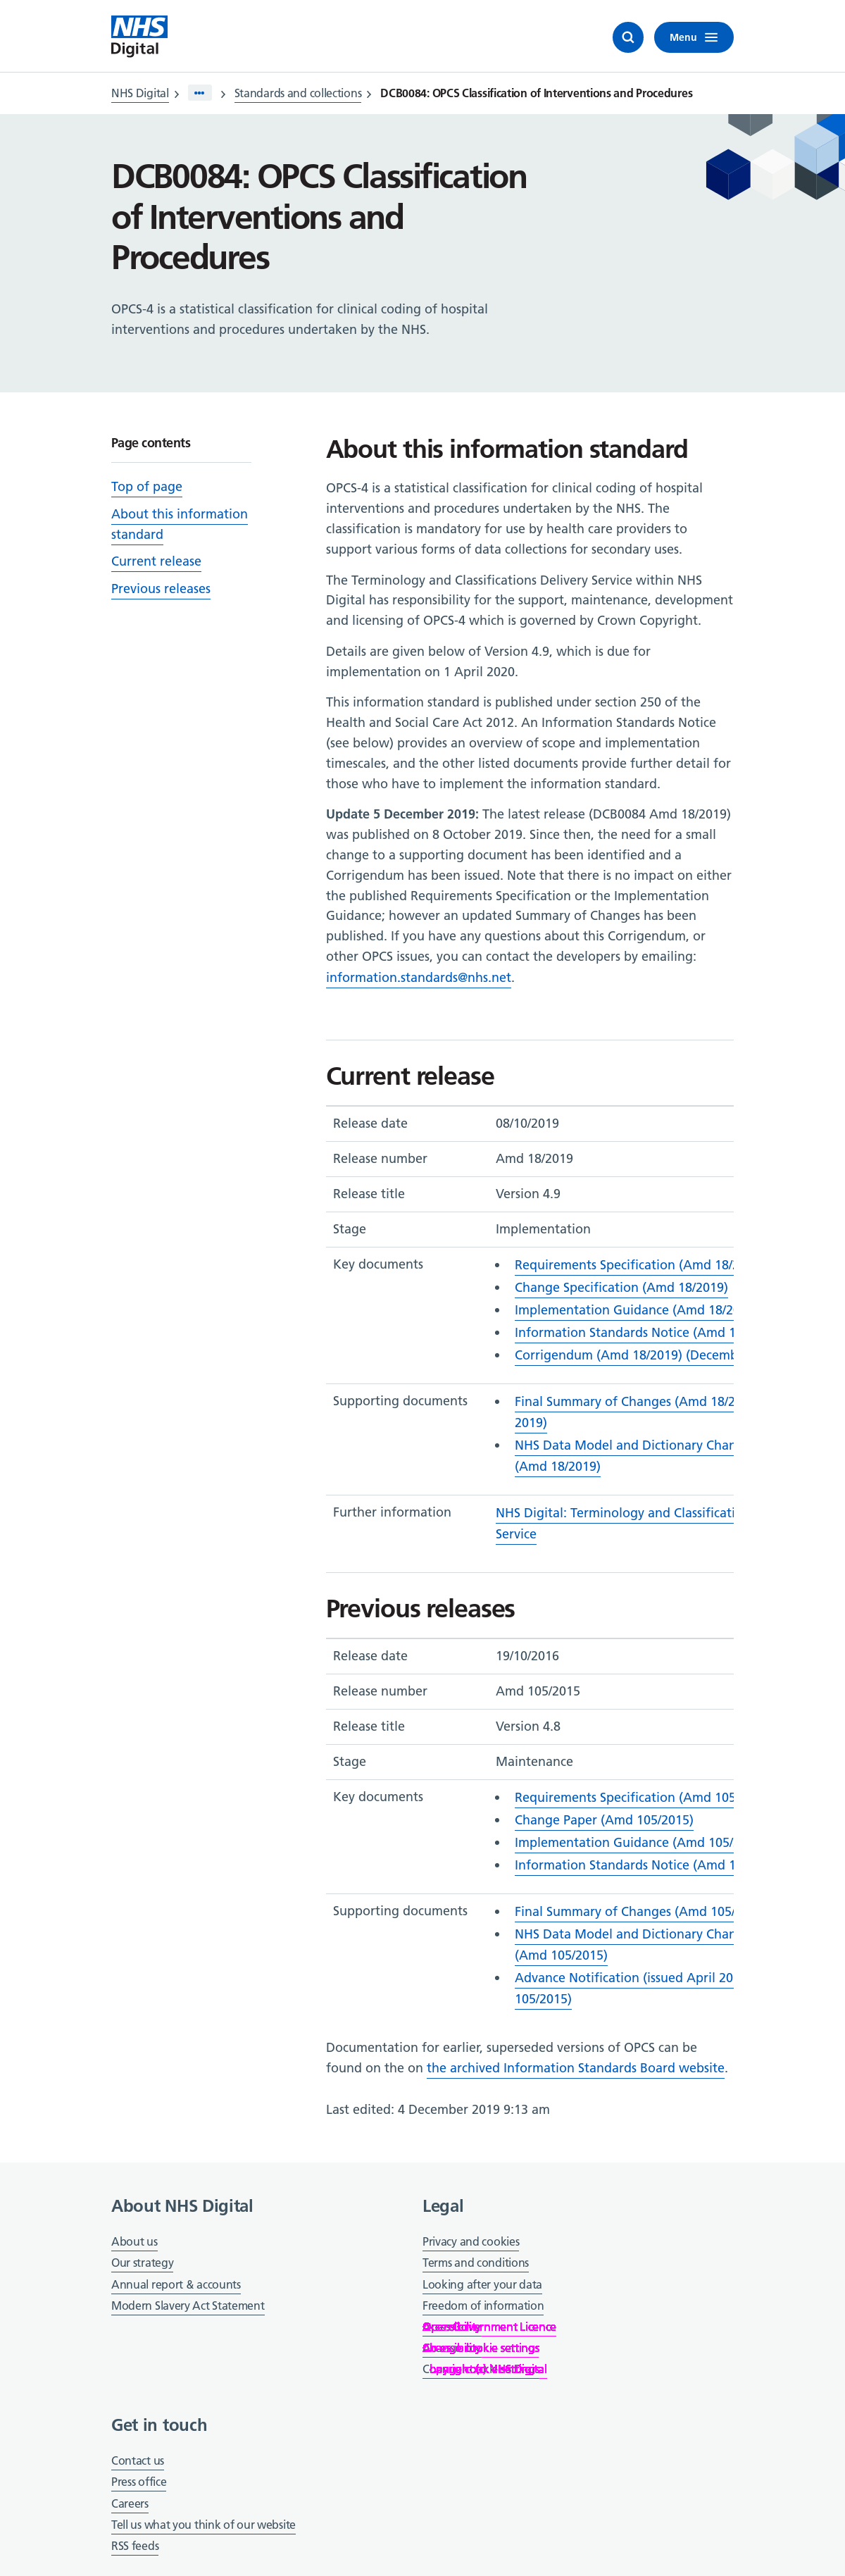 NHS
Digital
Menu
NHS Digital
Standards and collections
DCB0084: OPCS Classification of Interventions and Procedures
DCB0084: OPCS Classification
of Interventions and
Procedures
OPCS-4 is a statistical classification for clinical coding of hospital
interventions and procedures undertaken by the NHS.
Page contents
Top of page
About this information
standard
Current release
Previous releases
About this information standard
OPCS-4 is a statistical classification for clinical coding of hospital
interventions and procedures undertaken by the NHS. The
classification is mandatory for use by health care providers to
support various forms of data collections for secondary uses.
The Terminology and Classifications Delivery Service within NHS
Digital has responsibility for the support, maintenance, development
and licensing of OPCS-4 which is governed by Crown Copyright.
Details are given below of Version 4.9, which is due for
implementation on 1 April 2020.
This information standard is published under section 250 of the
Health and Social Care Act 2012. An Information Standards Notice
(see below) provides an overview of scope and implementation
timescales, and the other listed documents provide further detail for
those who have to implement the information standard.
Update 5 December 2019: The latest release (DCB0084 Amd 18/2019)
was published on 8 October 2019. Since then, the need for a small
change to a supporting document has been identified and a
Corrigendum has been issued. Note that there is no impact on either
the published Requirements Specification or the Implementation
Guidance; however an updated Summary of Changes has been
published. If you have any questions about this Corrigendum, or
other OPCS issues, you can contact the developers by emailing:
information.standards@nhs.net.
Current release
Release date 08/10/2019
Release number Amd 18/2019
Release title Version 4.9
Stage Implementation
Key documents
Requirements Specification (Amd 18/
Change Specification (Amd 18/2019)
Implementation Guidance (Amd 18/2
Information Standards Notice (Amd 1
Corrigendum (Amd 18/2019) (Decemb
Supporting documents
Final Summary of Changes (Amd 18/2
2019)
NHS Data Model and Dictionary Chan
(Amd 18/2019)
Further information
NHS Digital: Terminology and Classificati
Service
Previous releases
Release date 19/10/2016
Release number Amd 105/2015
Release title Version 4.8
Stage Maintenance
Key documents
Requirements Specification (Amd 105
Change Paper (Amd 105/2015)
Implementation Guidance (Amd 105/
Information Standards Notice (Amd 1
Supporting documents
Final Summary of Changes (Amd 105/
NHS Data Model and Dictionary Chan
(Amd 105/2015)
Advance Notification (issued April 20
105/2015)
Documentation for earlier, superseded versions of OPCS can be
found on the on the archived Information Standards Board website.
Last edited: 4 December 2019 9:13 am
About NHS Digital
About us
Our strategy
Annual report & accounts
Modern Slavery Act Statement
Legal
Privacy and cookies
Terms and conditions
Looking after your data
Freedom of information
Get in touch
Contact us
Press office
Careers
Tell us what you think of our website
RSS feeds